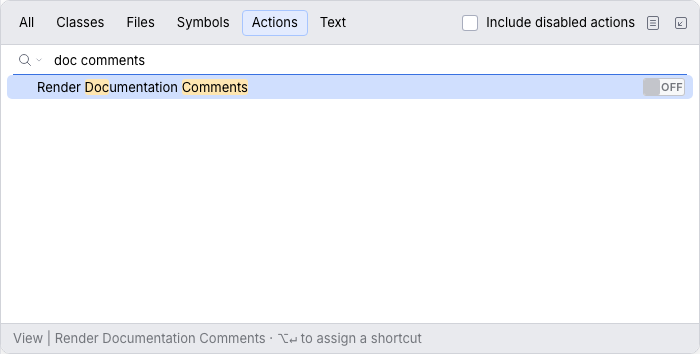 All Classes Files Symbols Actions Text Include disabled actions
doc comments
Render Documentation Comments OFF
View | Render Documentation Comments · ⌥↵ to assign a shortcut